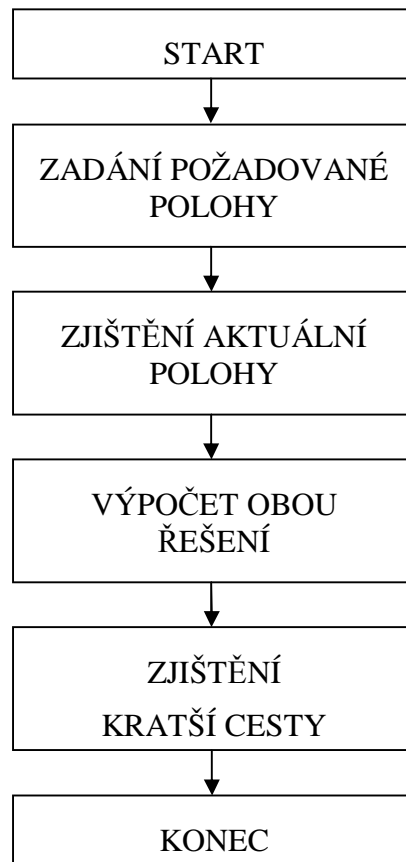 START
ZADÁNÍ POŽADOVANÉ
POLOHY
ZJIŠTĚNÍ AKTUÁLNÍ
POLOHY
VÝPOČET OBOU
ŘEŠENÍ
ZJIŠTĚNÍ
KRATŠÍ CESTY
KONEC